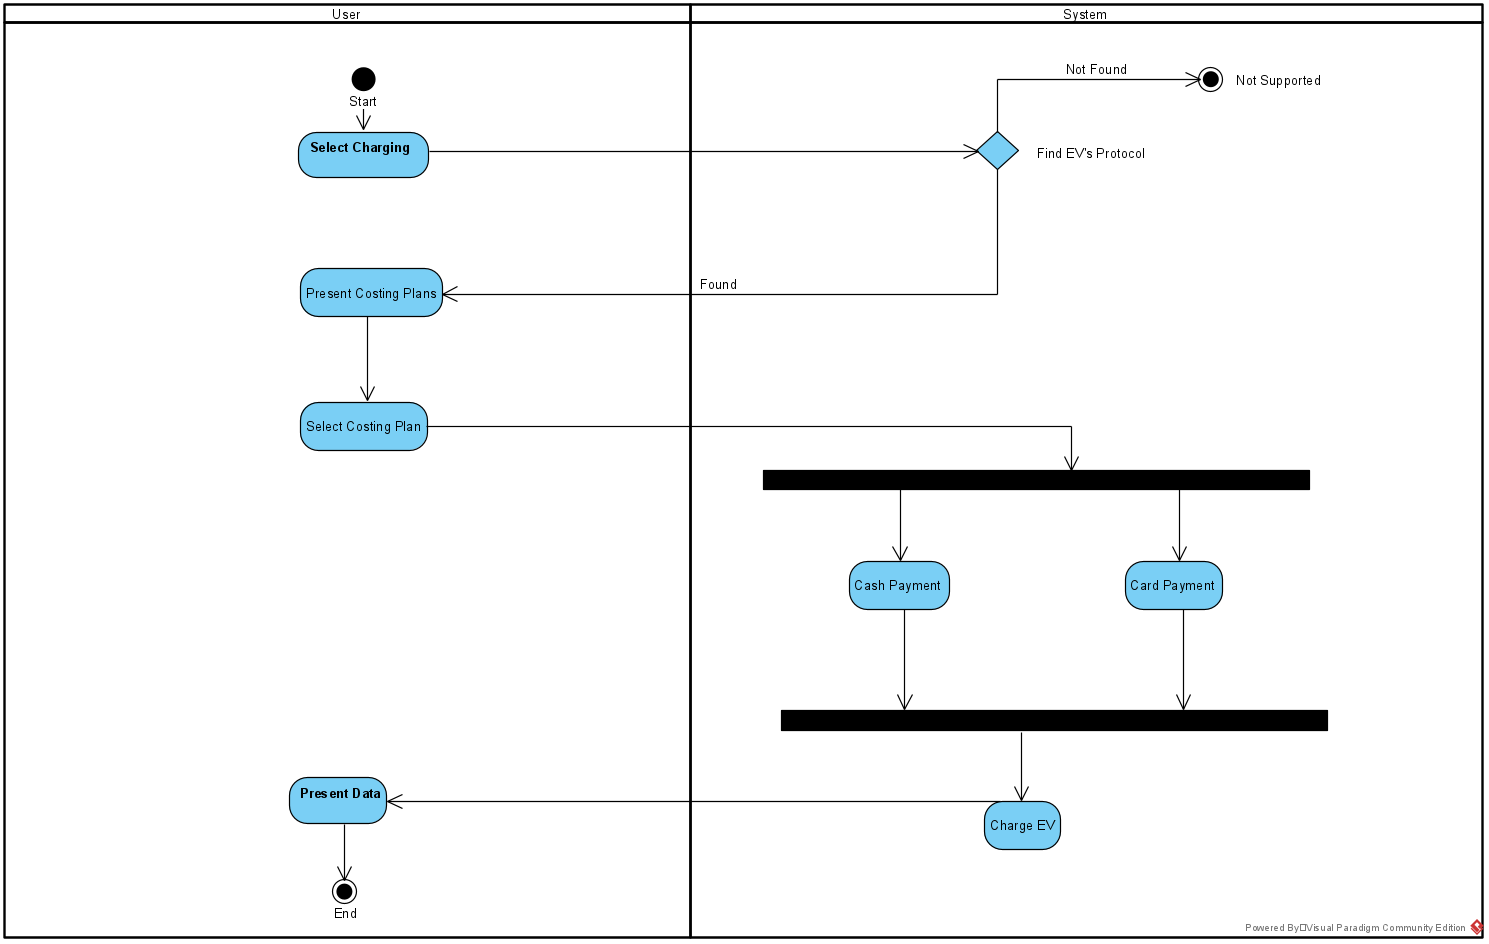 User
System
Start
Not Found
Not Supported
Select Charging
Find EV's Protocol
Found
Present Costing Plans
Select Costing Plan
Cash Payment
Card Payment
Present Data
Charge EV
End
Powered By□Visual Paradigm Community Edition